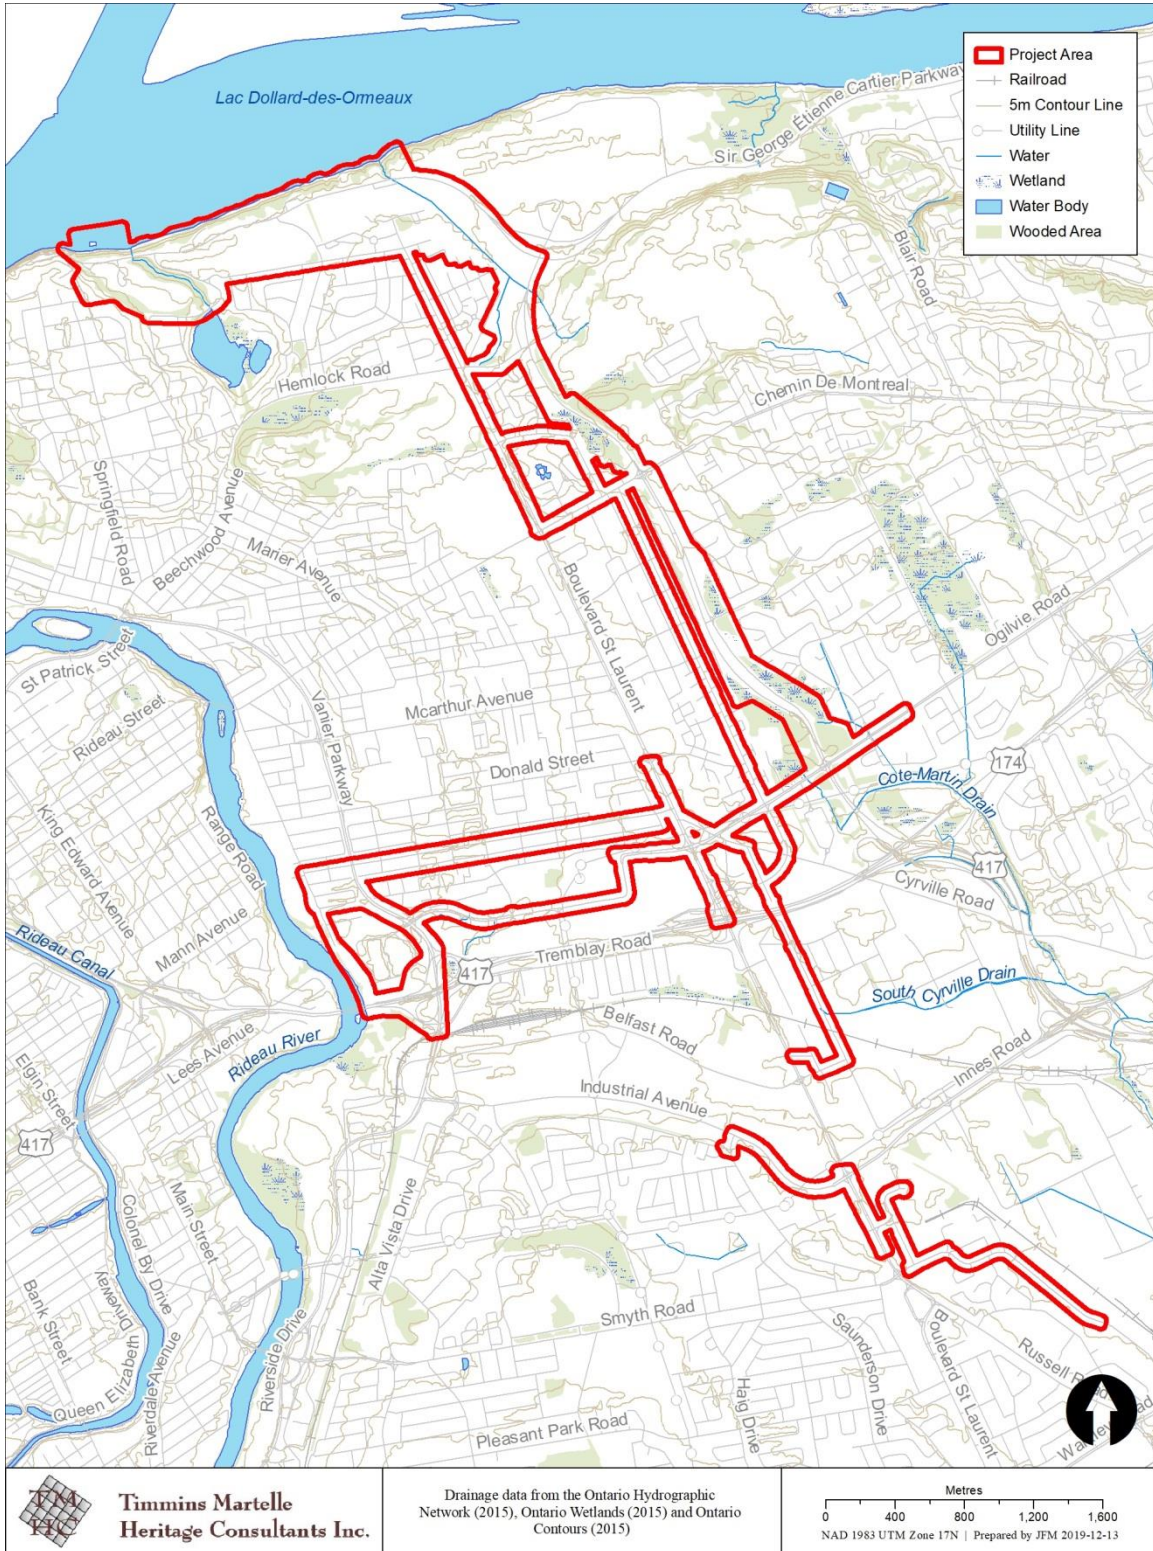 Lac Dollard-des-Ormeaux
Sir George Étienne Cartier Parkway
Project Area
Railroad
5m Contour Line
Utility Line
Water
Wetland
Water Body
Wooded Area
Blair Road
Hemlock Road
Chemin De Montreal
Springfield Road
Beechwood Avenue
Marier Avenue
Boulevard St Laurent
Ogilvie Road
St Patrick Street
Rideau Street
Vanier Parkway
Mcarthur Avenue
Donald Street
174
Cote-Martin Drain
King Edward Avenue
Range Road
417
Cyrville Road
Mann Avenue
Rideau Canal
Tremblay Road
417
South Cyrville Drain
Belfast Road
Lees Avenue
Rideau River
Elgin Street
Innes Road
Industrial Avenue
417
Main Street
Alta Vista Drive
Colonel By Drive
Bank Street
Smyth Road
Saunderson Drive
Boulevard St Laurent
Russell
Riverside Drive
Queen Elizabeth Driveway
Riverdale Avenue
Haig Drive
Pleasant Park Road
TM
HC
Timmins Martelle
Heritage Consultants Inc.
Drainage data from the Ontario Hydrographic
Network (2015), Ontario Wetlands (2015) and Ontario
Contours (2015)
Metres
0 400 800 1,200 1,600
NAD 1983 UTM Zone 17N | Prepared by JFM 2019-12-13